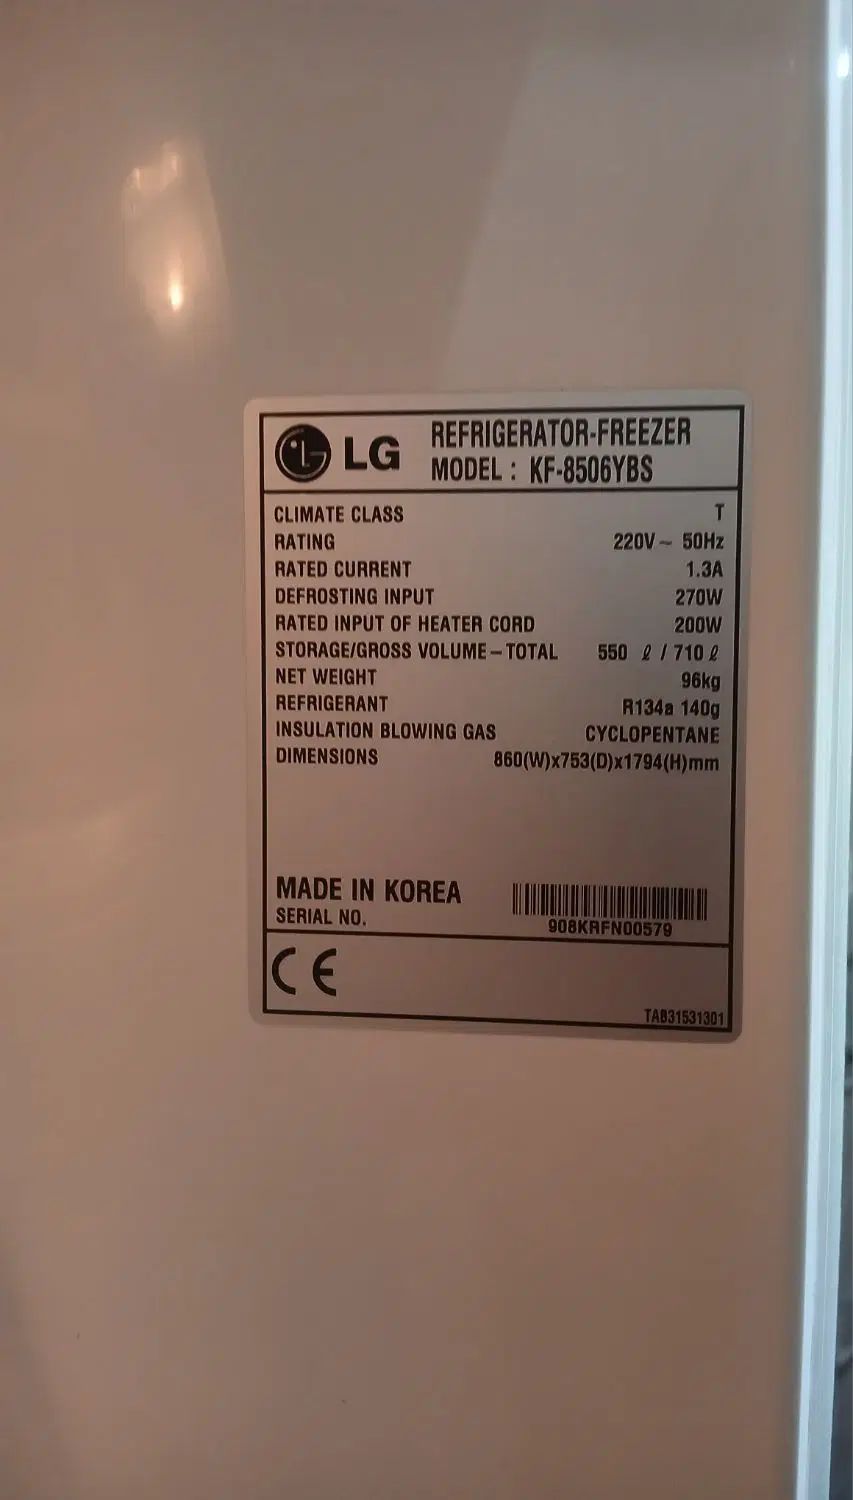 LG REFRIGERATOR-FREEZER
MODEL : KF-8506YBS
CLIMATE CLASS T
RATING 220V ~ 50Hz
RATED CURRENT 1.3A
DEFROSTING INPUT 270W
RATED INPUT OF HEATER CORD 200W
STORAGE/GROSS VOLUME – TOTAL 550 ℓ / 710 ℓ
NET WEIGHT 96kg
REFRIGERANT R134a 140g
INSULATION BLOWING GAS CYCLOPENTANE
DIMENSIONS 860(W)x753(D)x1794(H)mm
MADE IN KOREA
SERIAL NO. 908KRFN00579
CE
TAB31531301